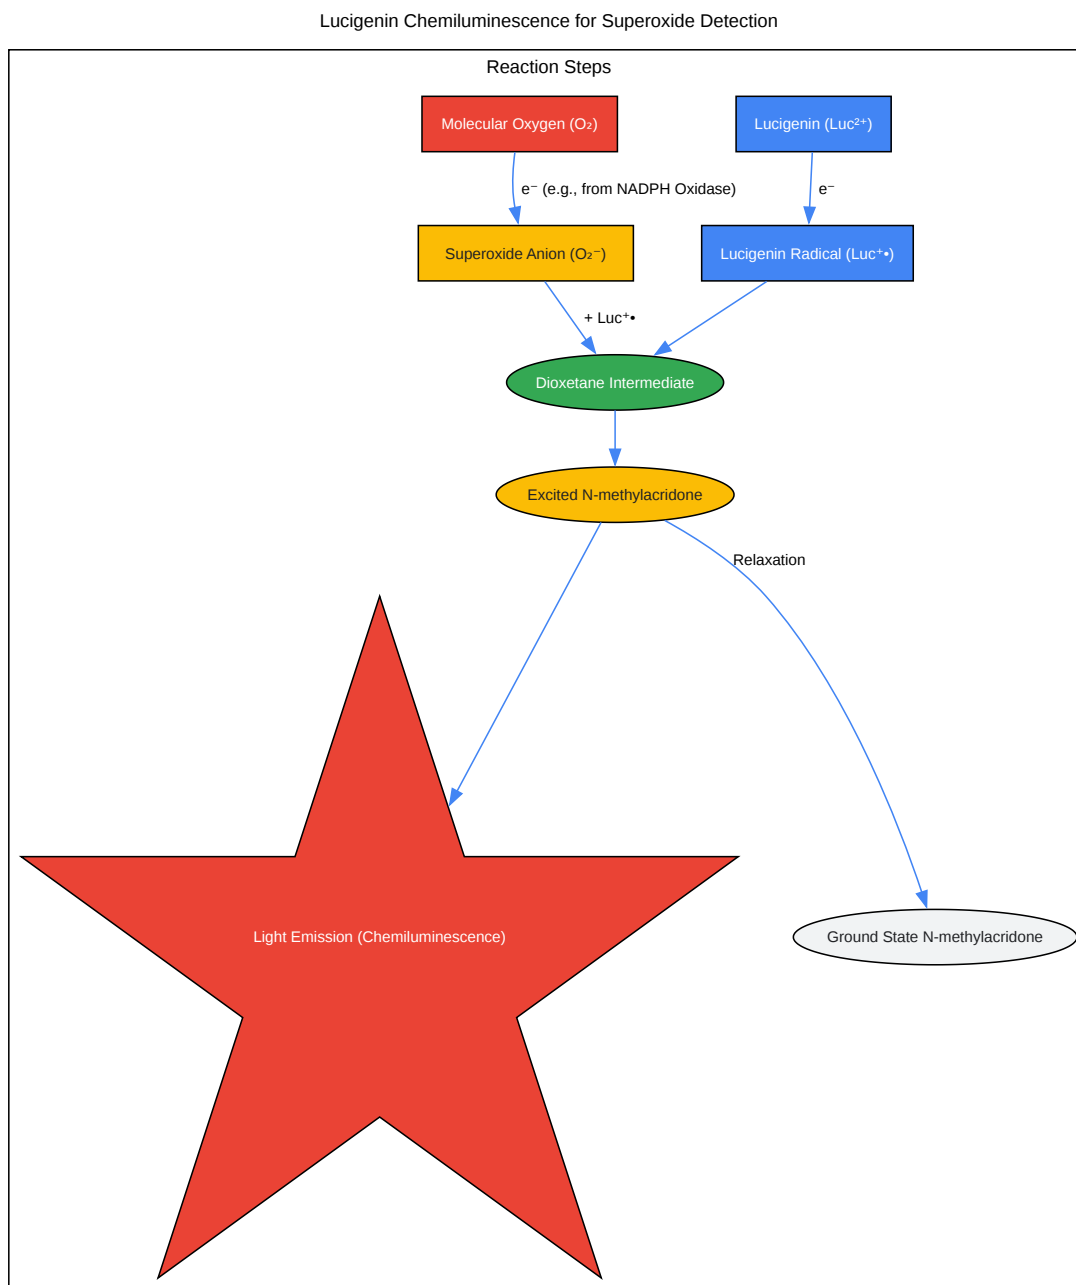 Lucigenin Chemiluminescence for Superoxide Detection
Reaction Steps
Molecular Oxygen (O₂)
Lucigenin (Luc²⁺)
e⁻ (e.g., from NADPH Oxidase)
e⁻
Superoxide Anion (O₂⁻)
Lucigenin Radical (Luc⁺•)
+ Luc⁺•
Dioxetane Intermediate
Excited N-methylacridone
Relaxation
Light Emission (Chemiluminescence)
Ground State N-methylacridone